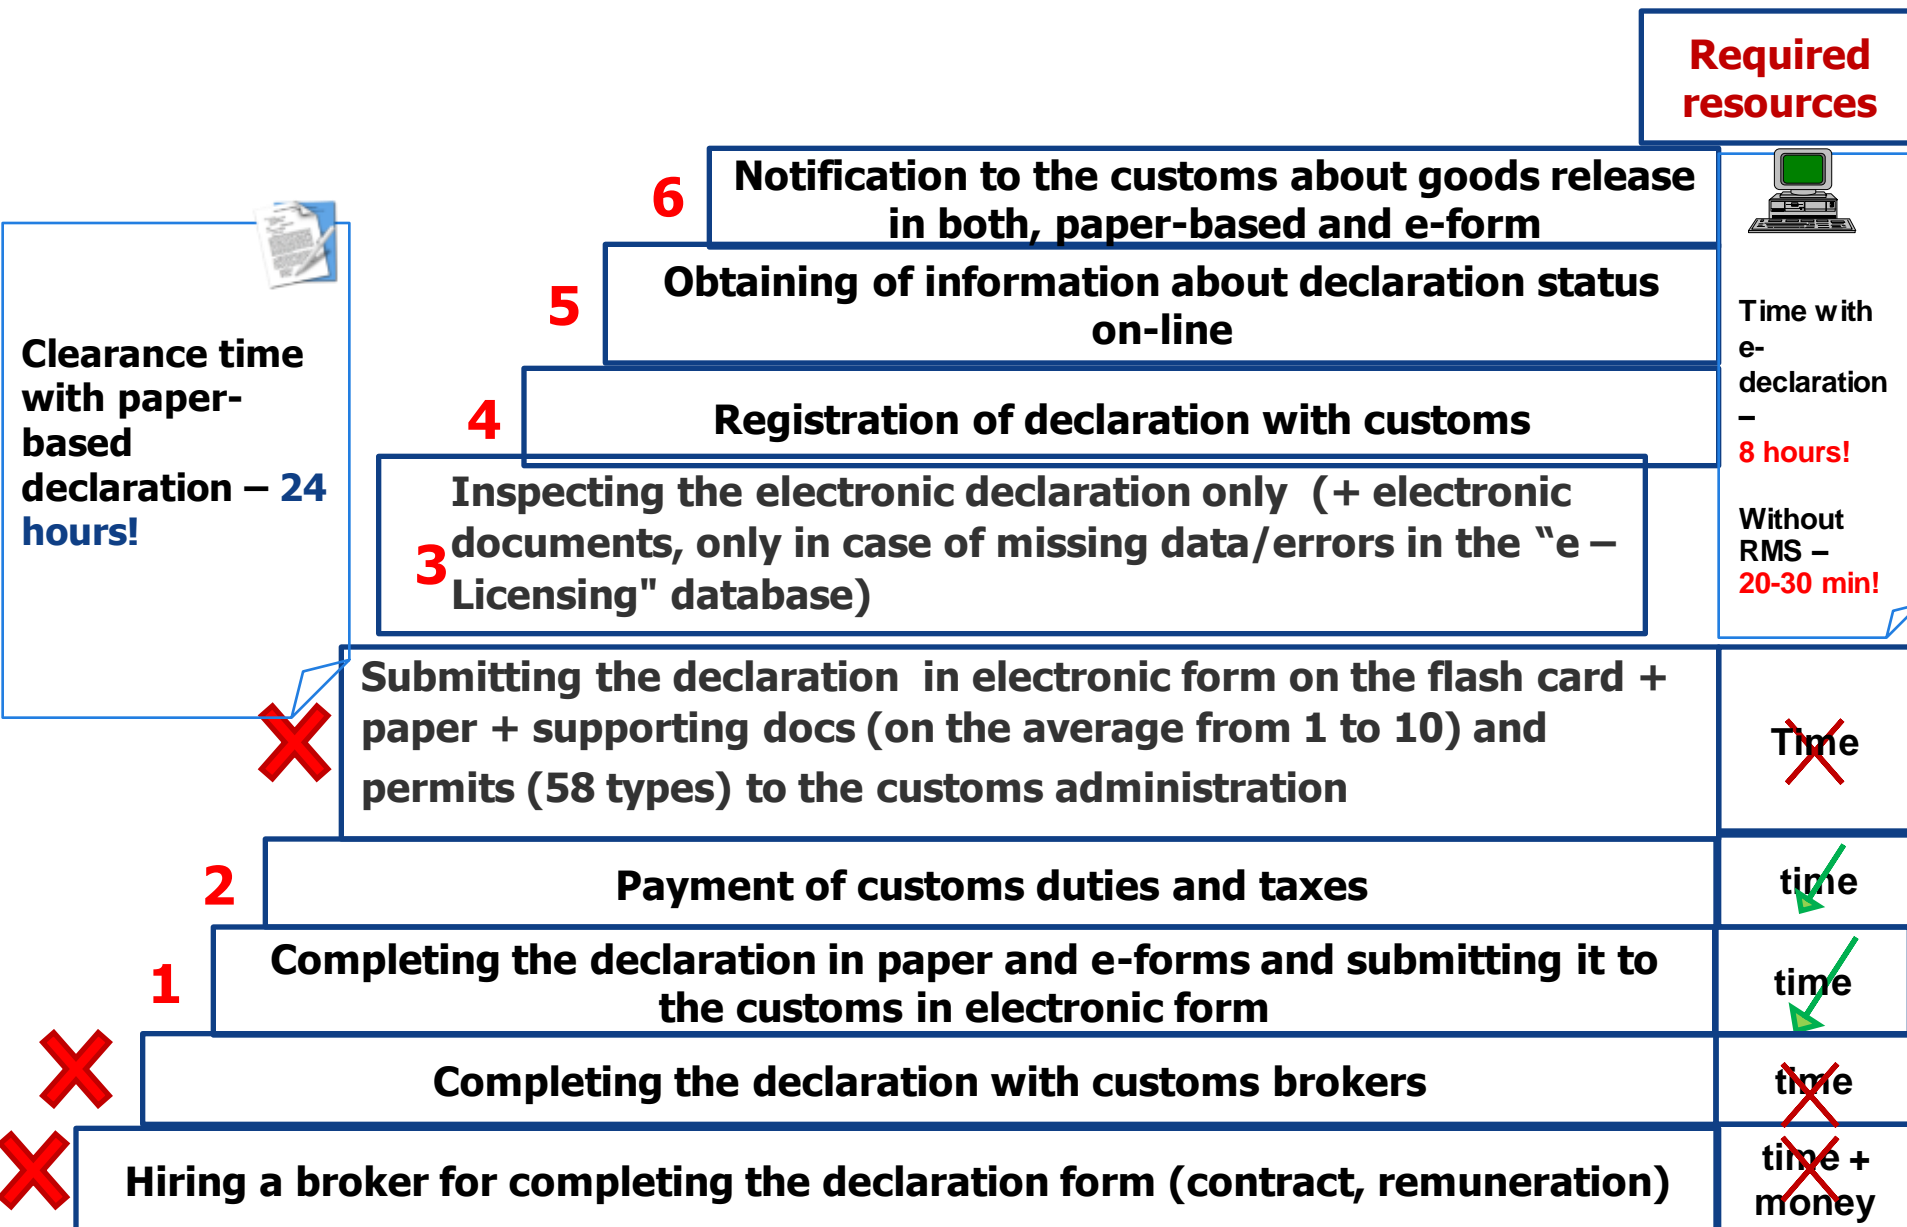 Required
resources
6
Notification to the customs about goods release
in both, paper-based and e-form
5
Obtaining of information about declaration status
on-line
4
Registration of declaration with customs
3
Inspecting the electronic declaration only  (+ electronic
documents, only in case of missing data/errors in the “e –
Licensing" database)
Time with
e-
declaration
–
8 hours!
Without
RMS –
20-30 min!
Clearance time
with paper-
based
declaration – 24
hours!
Submitting the declaration  in electronic form on the flash card +
paper + supporting docs (on the average from 1 to 10) and
permits (58 types) to the customs administration
Time
2
Payment of customs duties and taxes
time
1
Completing the declaration in paper and e-forms and submitting it to
the customs in electronic form
time
Completing the declaration with customs brokers
time
Hiring a broker for completing the declaration form (contract, remuneration)
time +
money